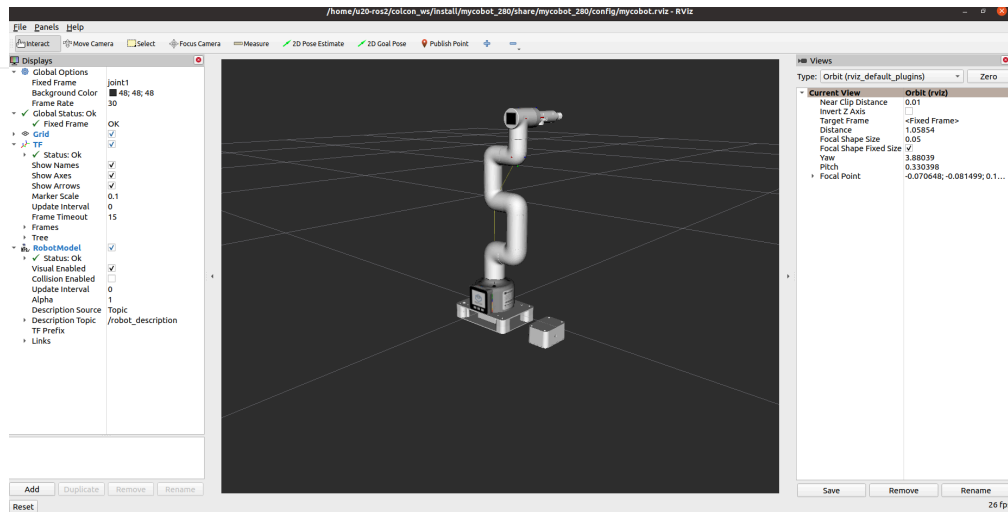 /home/u20-ros2/colcon_ws/install/mycobot_280/share/mycobot_280/config/mycobot.rviz - RViz
File Panels Help
Interact Move Camera Select Focus Camera Measure 2D Pose Estimate 2D Goal Pose Publish Point
Displays
Global Options
Fixed Frame joint1
Background Color 48; 48; 48
Frame Rate 30
Global Status: Ok
Fixed Frame OK
Grid
TF
Status: Ok
Show Names
Show Axes
Show Arrows
Marker Scale 0.1
Update Interval 0
Frame Timeout 15
Frames
Tree
RobotModel
Status: Ok
Visual Enabled
Collision Enabled
Update Interval 0
Alpha 1
Description Source Topic
Description Topic /robot_description
TF Prefix
Links
Add Duplicate Remove Rename
Reset
Views
Type: Orbit (rviz_default_plugins) Zero
Current View Orbit (rviz)
Near Clip Distance 0.01
Invert Z Axis
Target Frame <Fixed Frame>
Distance 1.05854
Focal Shape Size 0.05
Focal Shape Fixed Size
Yaw 3.88039
Pitch 0.330398
Focal Point -0.070648; -0.081499; 0.1...
Save Remove Rename
26 fp